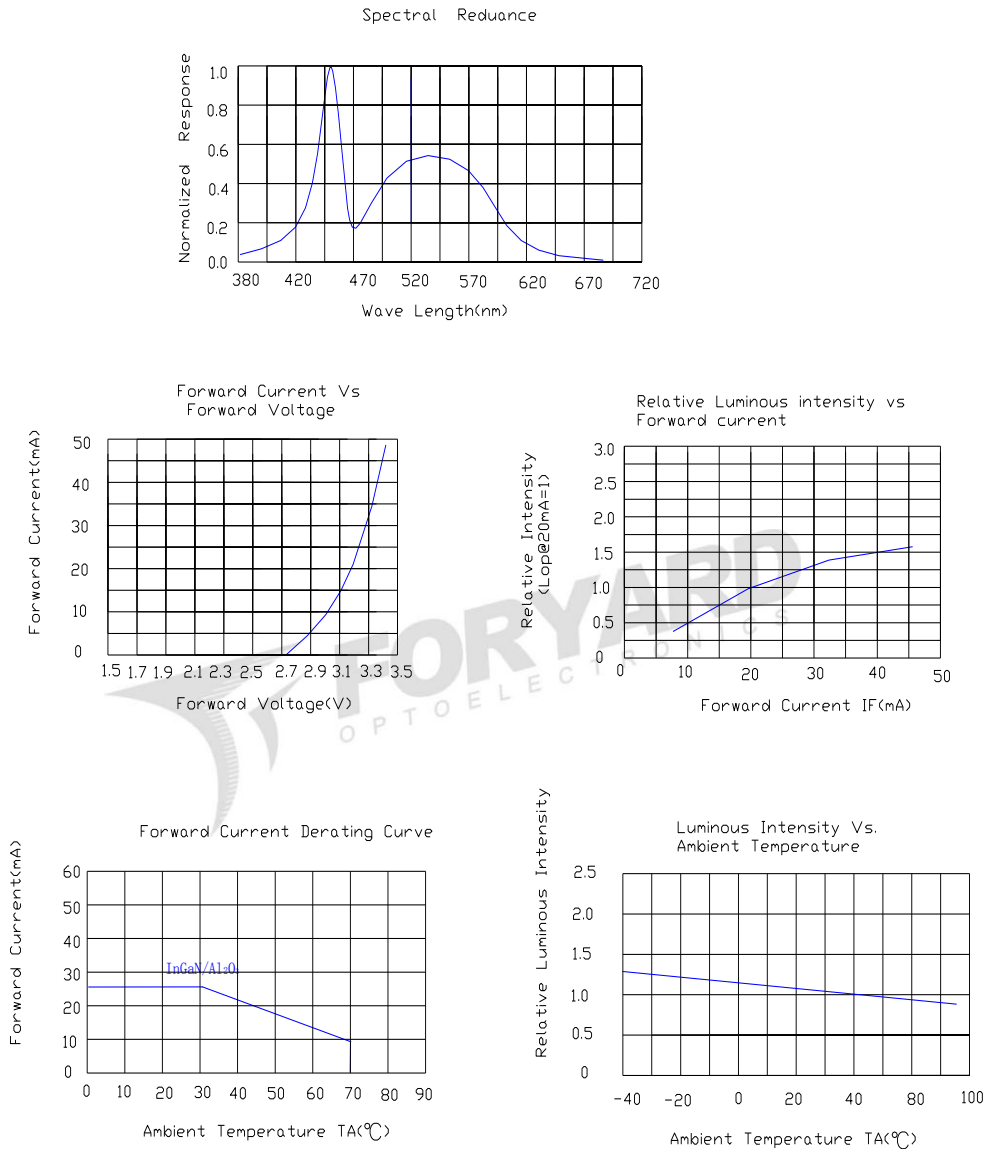 Spectral Reduance
Normalized Response
1.0
0.8
0.6
0.4
0.2
0.0
380 420 470 520 570 620 670 720
Wave Length(nm)
Forward Current Vs
Forward Voltage
Forward Current(mA)
50
40
30
20
10
0
1.5 1.7 1.9 2.1 2.3 2.5 2.7 2.9 3.1 3.3 3.5
Forward Voltage(V)
Relative Luminous intensity vs
Forward current
Relative Intensity
(Lop@20mA=1)
3.0
2.5
2.0
1.5
1.0
0.5
.0
0 10 20 30 40 50
Forward Current IF(mA)
FORYARD
OPTOELECTRONICS
Forward Current Derating Curve
Forward Current(mA)
60
50
40
30
20
10
0
InGaN/Al₂O₃
0 10 20 30 40 50 60 70 80 90
Ambient Temperature TA(℃)
Luminous Intensity Vs.
Ambient Temperature
Relative Luminous Intensity
2.5
2.0
1.5
1.0
0.5
0
-40 -20 0 20 40 80 100
Ambient Temperature TA(℃)